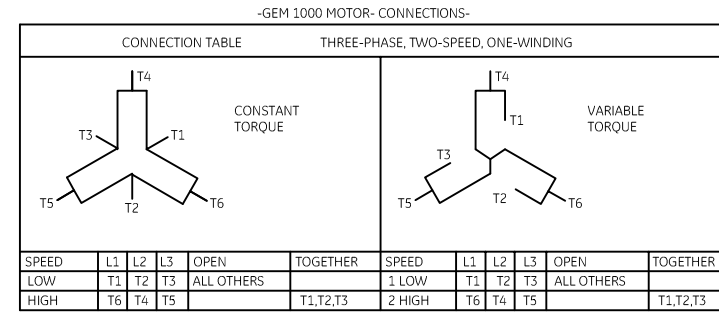 -GEM 1000 MOTOR- CONNECTIONS-
CONNECTION TABLE THREE-PHASE, TWO-SPEED, ONE-WINDING
T4
CONSTANT
TORQUE
T3 T1
T5 T2 T6
T4
T1
VARIABLE
TORQUE
T3
T5 T2 T6
SPEED L1 L2 L3 OPEN TOGETHER SPEED L1 L2 L3 OPEN TOGETHER
LOW T1 T2 T3 ALL OTHERS 1 LOW T1 T2 T3 ALL OTHERS
HIGH T6 T4 T5 T1,T2,T3 2 HIGH T6 T4 T5 T1,T2,T3